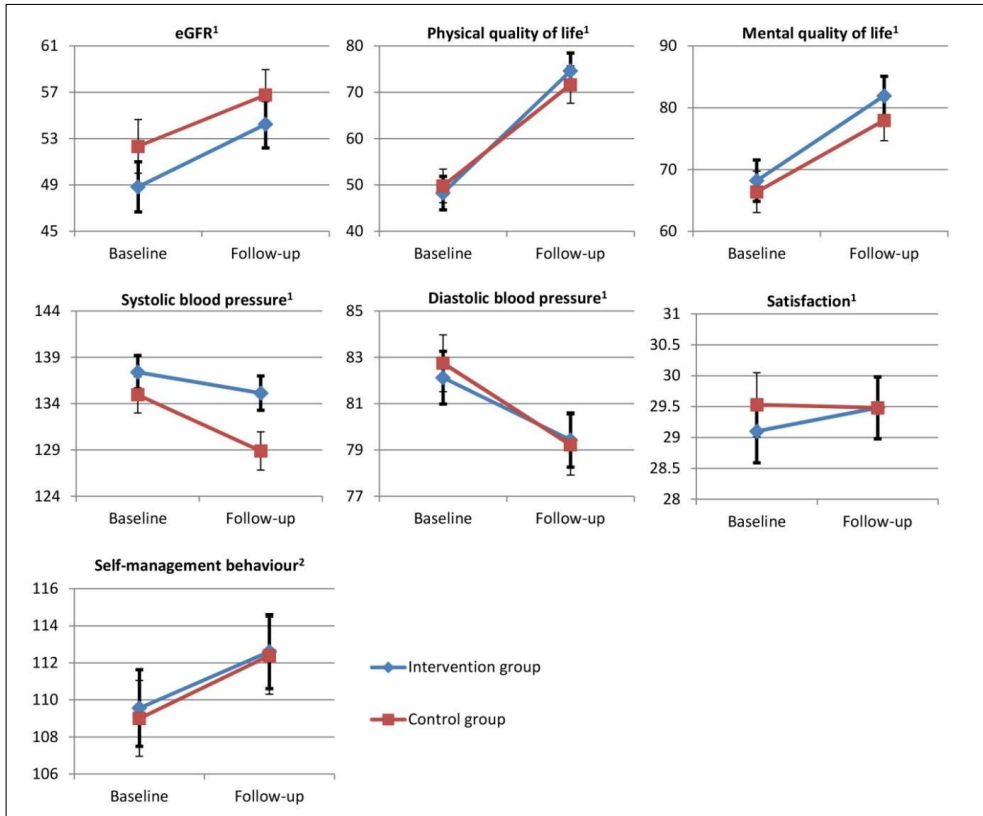 eGFR¹
61
57
53
49
45
Baseline Follow-up
Physical quality of life¹
80
70
60
50
40
Baseline Follow-up
Mental quality of life¹
90
80
70
60
Baseline Follow-up
Systolic blood pressure¹
144
139
134
129
124
Baseline Follow-up
Diastolic blood pressure¹
85
83
81
79
77
Baseline Follow-up
Satisfaction¹
31
30.5
30
29.5
29
28.5
28
Baseline Follow-up
Self-management behaviour²
116
114
112
110
108
106
Baseline Follow-up
Intervention group
Control group